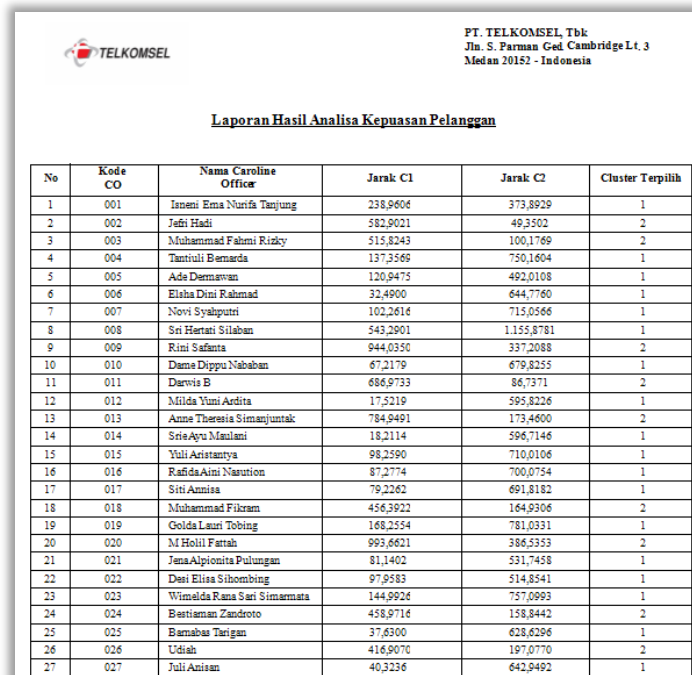 TELKOMSEL
PT. TELKOMSEL, Tbk
Jln. S. Parman Ged. Cambridge Lt. 3
Medan 20152 - Indonesia
Laporan Hasil Analisa Kepuasan Pelanggan
No Kode CO Nama Caroline Officer Jarak C1 Jarak C2 Cluster Terpilih
1 001 Isneni Ema Nurifa Tanjung 238,9606 373,8929 1
2 002 Jefri Hadi 582,9021 49,3502 2
3 003 Muhammad Fahmi Rizky 515,8243 100,1769 2
4 004 Tantiuli Bernarda 137,3569 750,1604 1
5 005 Ade Dermawan 120,9475 492,0108 1
6 006 Elsha Dini Rahmad 32,4900 644,7760 1
7 007 Novi Syahputri 102,2616 715,0566 1
8 008 Sri Hertati Silaban 543,2901 1.155,8781 1
9 009 Rini Safanta 944,0350 337,2088 2
10 010 Dame Dippu Nababan 67,2179 679,8255 1
11 011 Darwis B 686,9733 86,7371 2
12 012 Milda Yuni Ardita 17,5219 595,8226 1
13 013 Anne Theresia Simanjuntak 784,9491 173,4600 2
14 014 Srie Ayu Maulani 18,2114 596,7146 1
15 015 Yuli Aristantya 98,2590 710,0106 1
16 016 Rafida Aini Nasution 87,2774 700,0754 1
17 017 Siti Annisa 79,2262 691,8182 1
18 018 Muhammad Fikram 456,3922 164,9306 2
19 019 Golda Lauri Tobing 168,2554 781,0331 1
20 020 M Holil Fattah 993,6621 386,5353 2
21 021 Jena Alpionita Pulungan 81,1402 531,7458 1
22 022 Desi Elisa Sihombing 97,9583 514,8541 1
23 023 Wimelda Rana Sari Simarmata 144,9926 757,0993 1
24 024 Bestiaman Zandroto 458,9716 158,8442 2
25 025 Barnabas Tarigan 37,6300 628,6296 1
26 026 Udiah 416,9070 197,0770 2
27 027 Juli Anisan 40,3236 642,9492 1